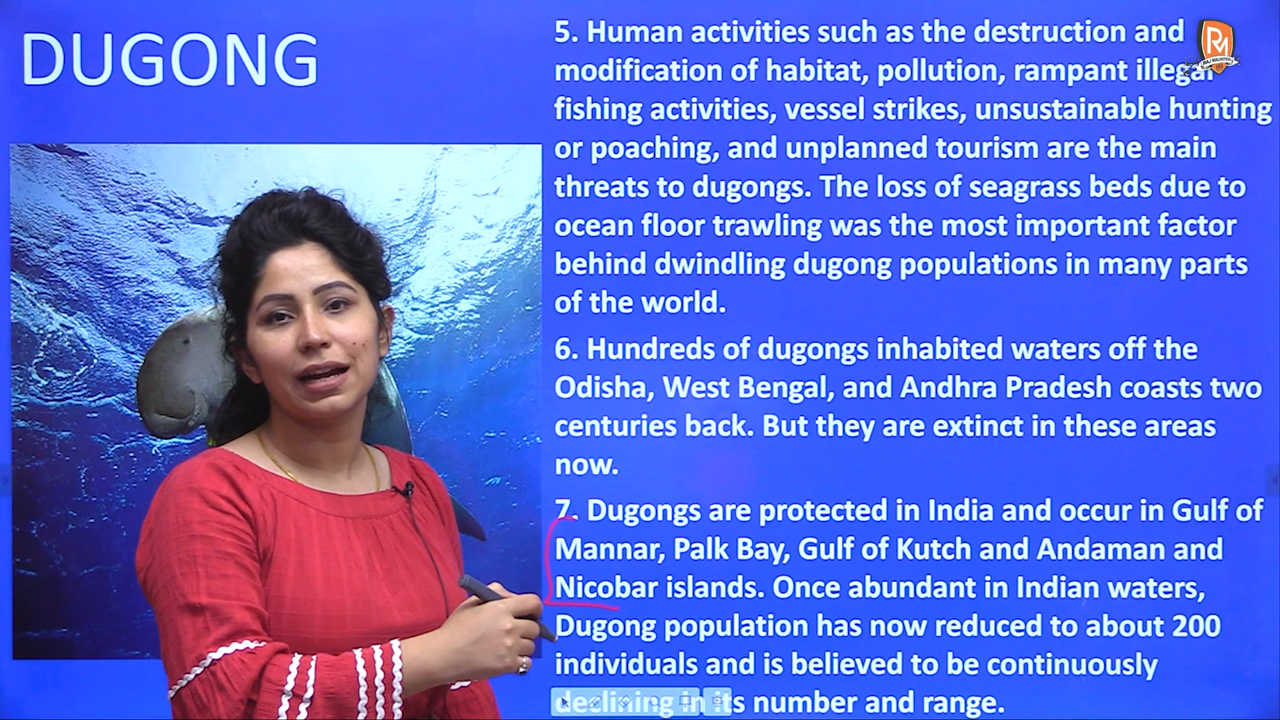 DUGONG
5. Human activities such as the destruction and
modification of habitat, pollution, rampant illegal
fishing activities, vessel strikes, unsustainable hunting
or poaching, and unplanned tourism are the main
threats to dugongs. The loss of seagrass beds due to
ocean floor trawling was the most important factor
behind dwindling dugong populations in many parts
of the world.
6. Hundreds of dugongs inhabited waters off the
Odisha, West Bengal, and Andhra Pradesh coasts two
centuries back. But they are extinct in these areas
now.
7. Dugongs are protected in India and occur in Gulf of
Mannar, Palk Bay, Gulf of Kutch and Andaman and
Nicobar islands. Once abundant in Indian waters,
Dugong population has now reduced to about 200
individuals and is believed to be continuously
declining in its number and range.